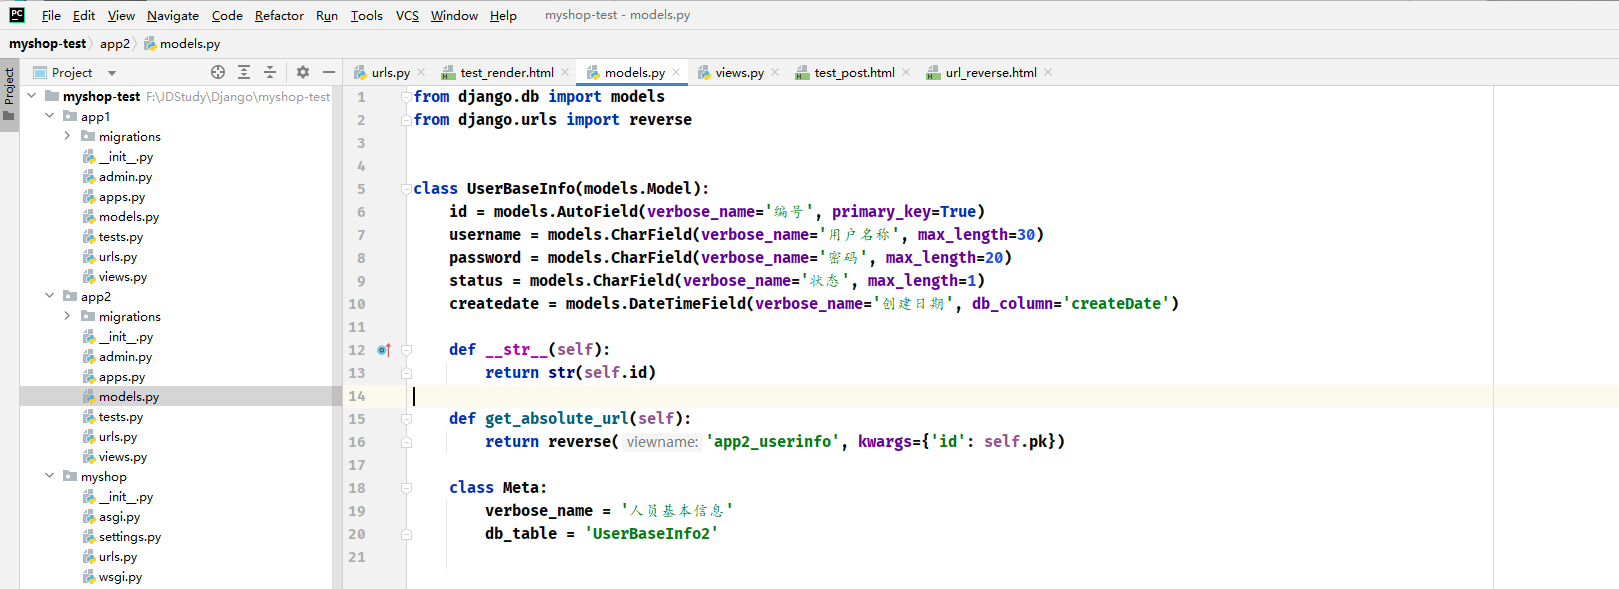 PC File Edit View Navigate Code Refactor Run Tools VCS Window Help myshop-test - models.py
myshop-test app2 models.py
Project
Project
urls.py test_render.html models.py views.py test_post.html url_reverse.html
myshop-test F:\JDStudy\Django\myshop-test
app1
migrations
__init__.py
admin.py
apps.py
models.py
tests.py
urls.py
views.py
app2
migrations
__init__.py
admin.py
apps.py
models.py
tests.py
urls.py
views.py
myshop
__init__.py
asgi.py
settings.py
urls.py
wsgi.py
1 from django.db import models
2 from django.urls import reverse
3
4
5 class UserBaseInfo(models.Model):
6 id = models.AutoField(verbose_name='编号', primary_key=True)
7 username = models.CharField(verbose_name='用户名称', max_length=30)
8 password = models.CharField(verbose_name='密码', max_length=20)
9 status = models.CharField(verbose_name='状态', max_length=1)
10 createdate = models.DateTimeField(verbose_name='创建日期', db_column='createDate')
11
12 def __str__(self):
13 return str(self.id)
14
15 def get_absolute_url(self):
16 return reverse( viewname: 'app2_userinfo', kwargs={'id': self.pk})
17
18 class Meta:
19 verbose_name = '人员基本信息'
20 db_table = 'UserBaseInfo2'
21